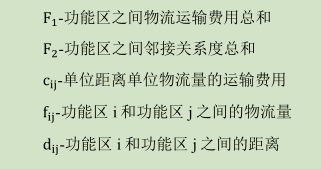 F₁-功能区之间物流运输费用总和
F₂-功能区之间邻接关系度总和
cᵢⱼ-单位距离单位物流量的运输费用
fᵢⱼ-功能区 i 和功能区 j 之间的物流量
dᵢⱼ-功能区 i 和功能区 j 之间的距离